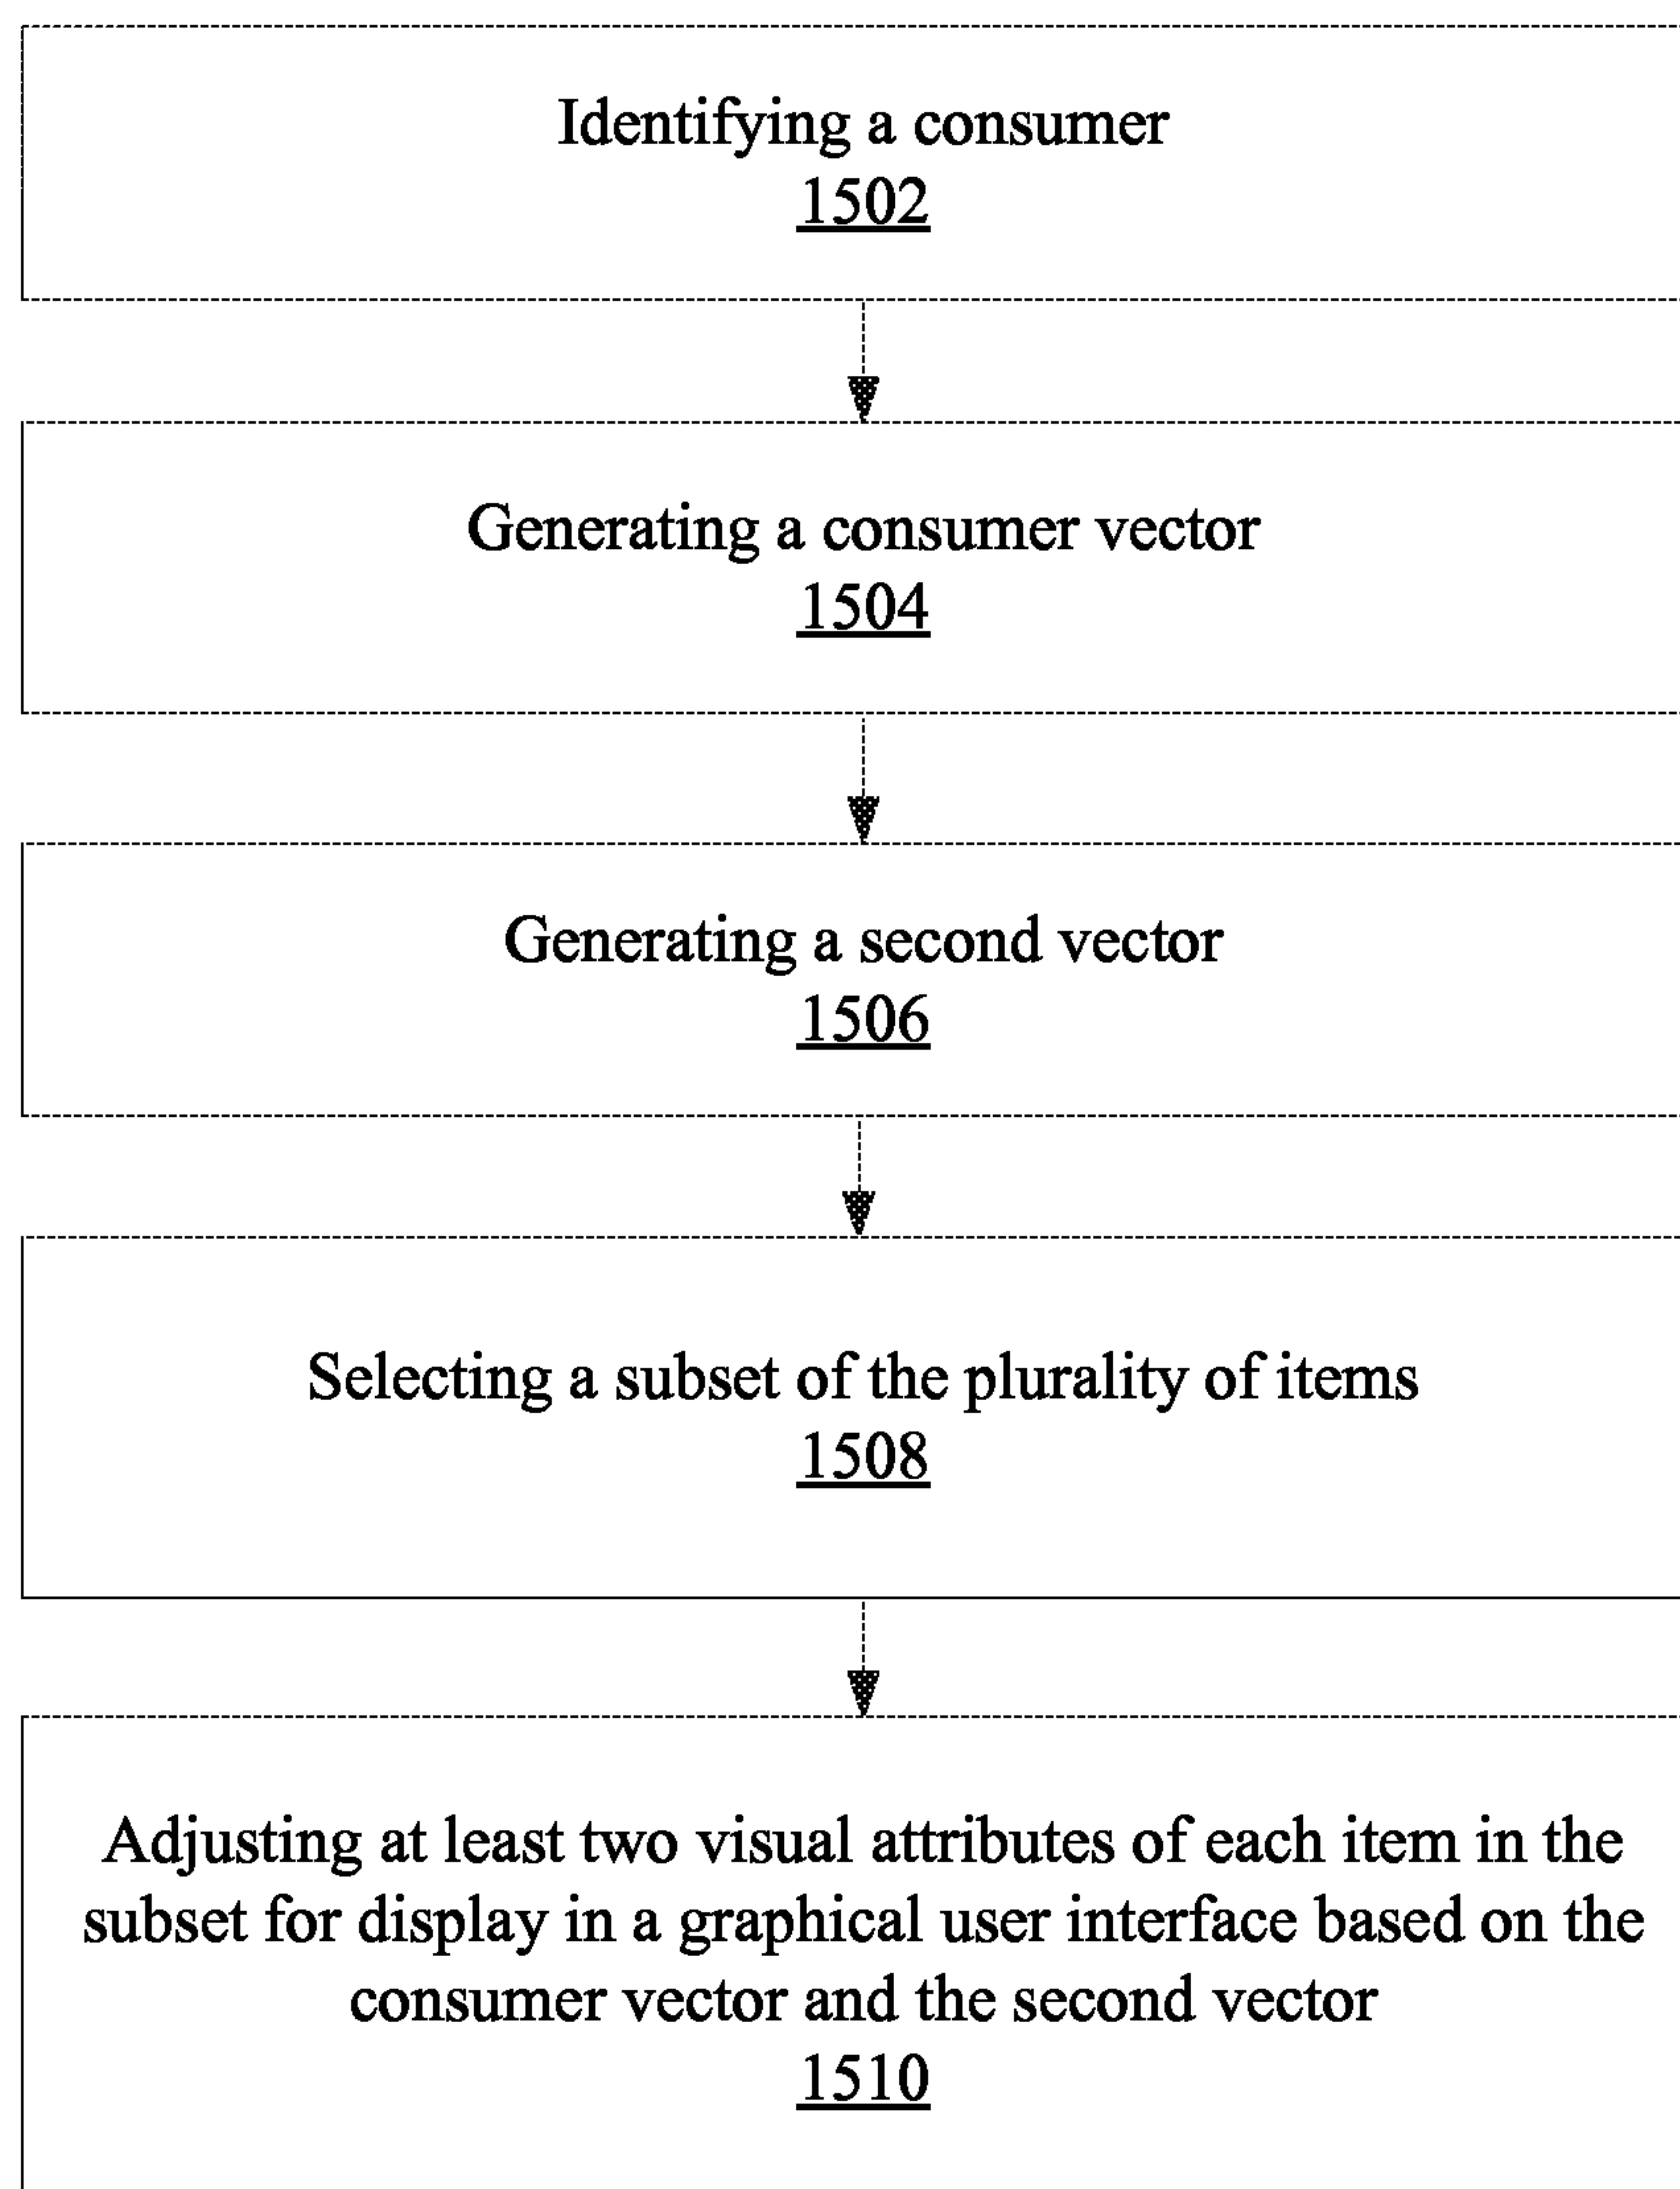 Identifying a consumer
1502
Generating a consumer vector
1504
Generating a second vector
1506
Selecting a subset of the plurality of items
1508
Adjusting at least two visual attributes of each item in the
subset for display in a graphical user interface based on the
consumer vector and the second vector
1510